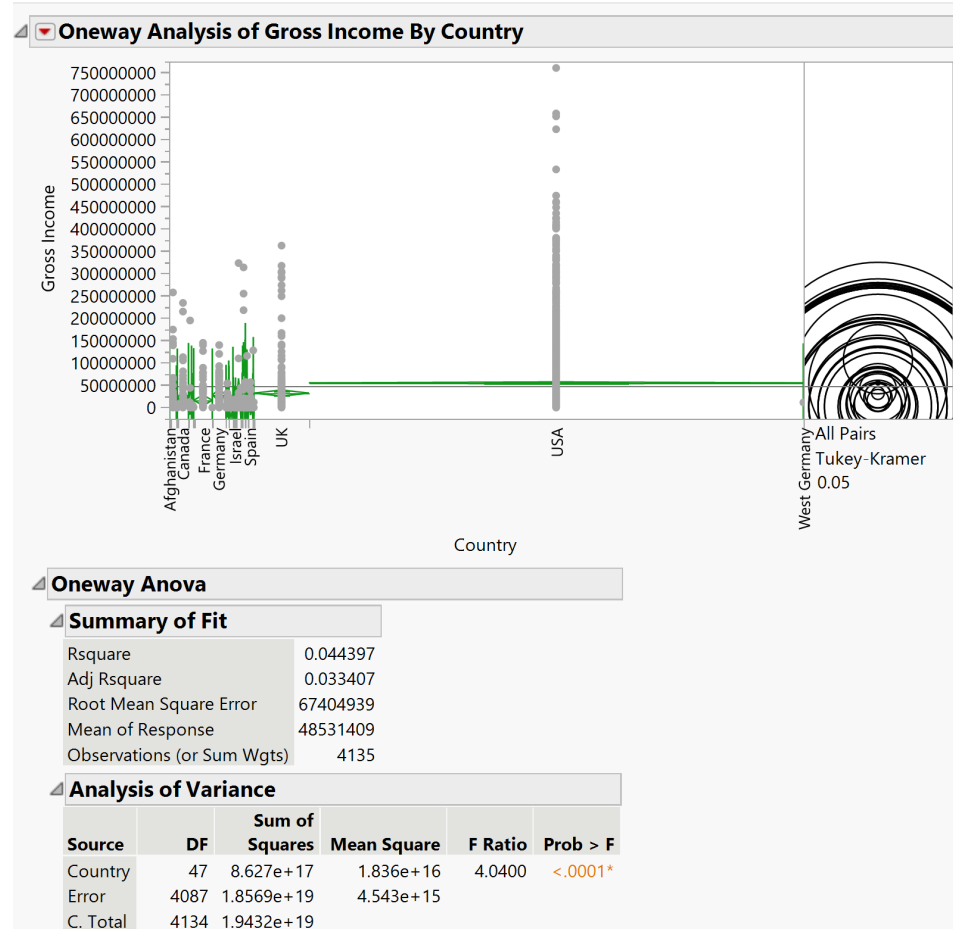 Oneway Analysis of Gross Income By Country
750000000
700000000
650000000
600000000
550000000
500000000
450000000
400000000
350000000
300000000
250000000
200000000
150000000
100000000
50000000
0
Gross Income
Afghanistan
Canada
France
Germany
Israel
Spain
UK
USA
West Germany
All Pairs
Tukey-Kramer
0.05
Country
Oneway Anova
Summary of Fit
Rsquare 0.044397
Adj Rsquare 0.033407
Root Mean Square Error 67404939
Mean of Response 48531409
Observations (or Sum Wgts) 4135
Analysis of Variance
Source DF Sum of Squares Mean Square F Ratio Prob > F
Country 47 8.627e+17 1.836e+16 4.0400 <.0001*
Error 4087 1.8569e+19 4.543e+15
C. Total 4134 1.9432e+19